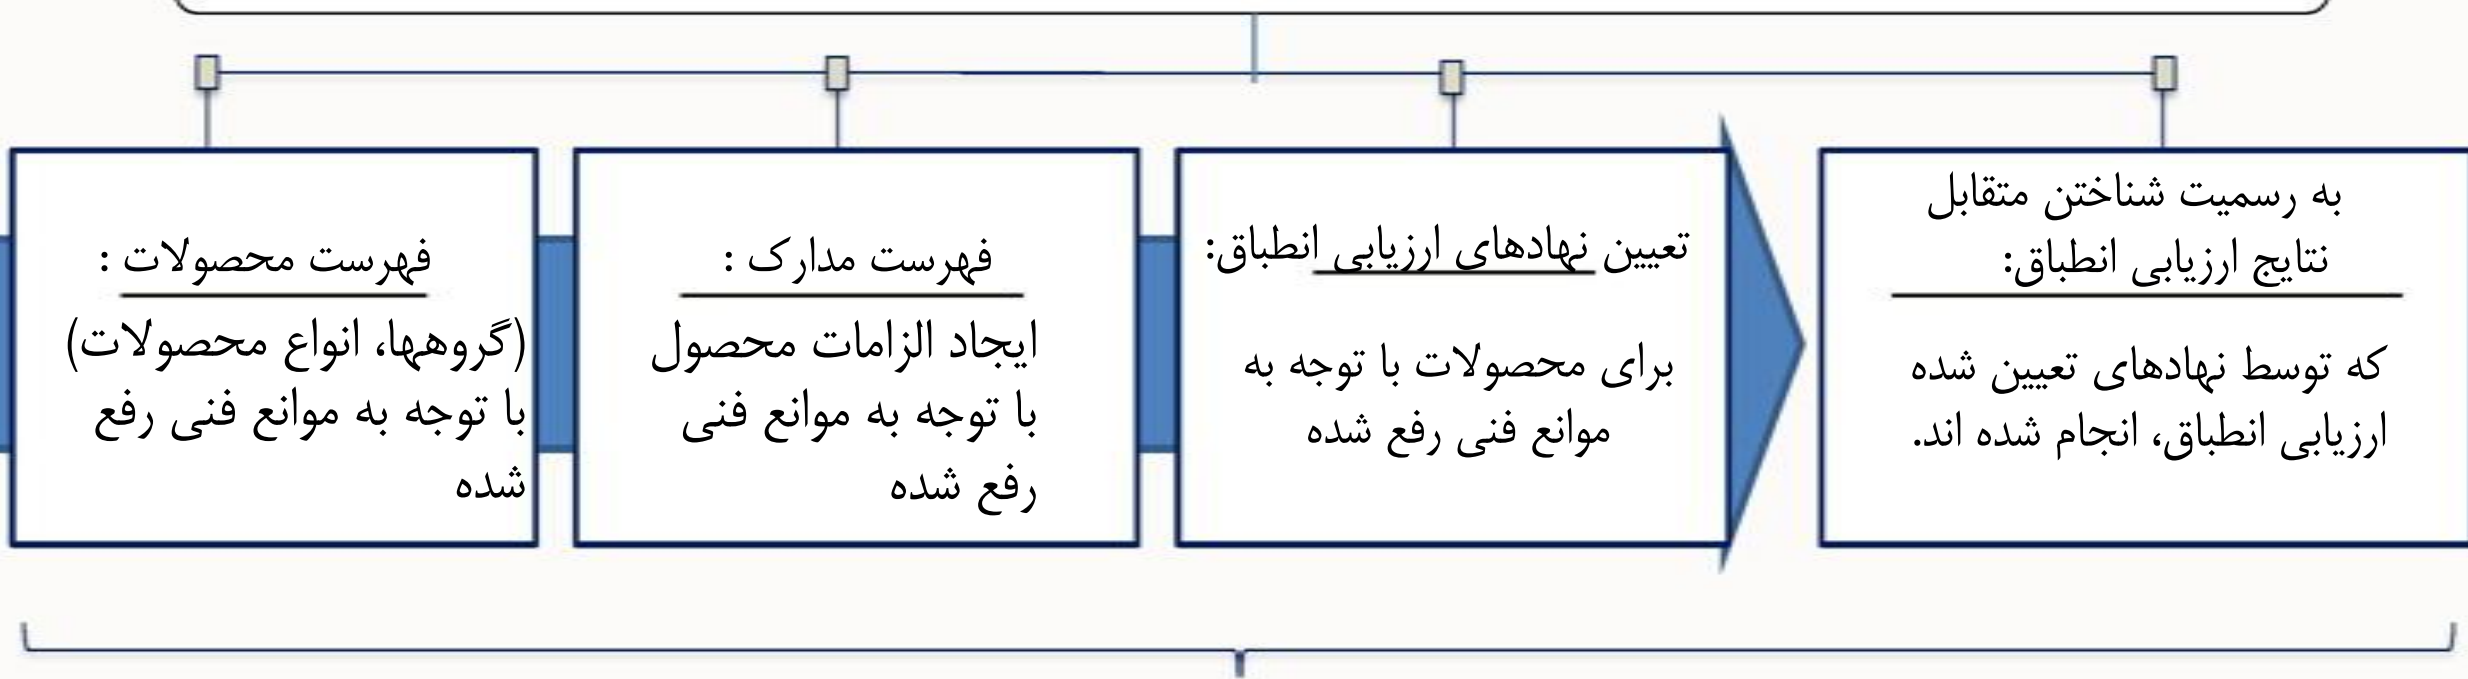 فهرست محصولات :
(گروهها، انواع محصولات)
با توجه به موانع فنی رفع
شده
فهرست مدارک :
ایجاد الزامات محصول
با توجه به موانع فنی
رفع شده
تعیین نهادهای ارزیابی انطباق:
برای محصولات با توجه به
موانع فنی رفع شده
به رسمیت شناختن متقابل
نتایج ارزیابی انطباق:
که توسط نهادهای تعیین شده
ارزیابی انطباق، انجام شده اند.